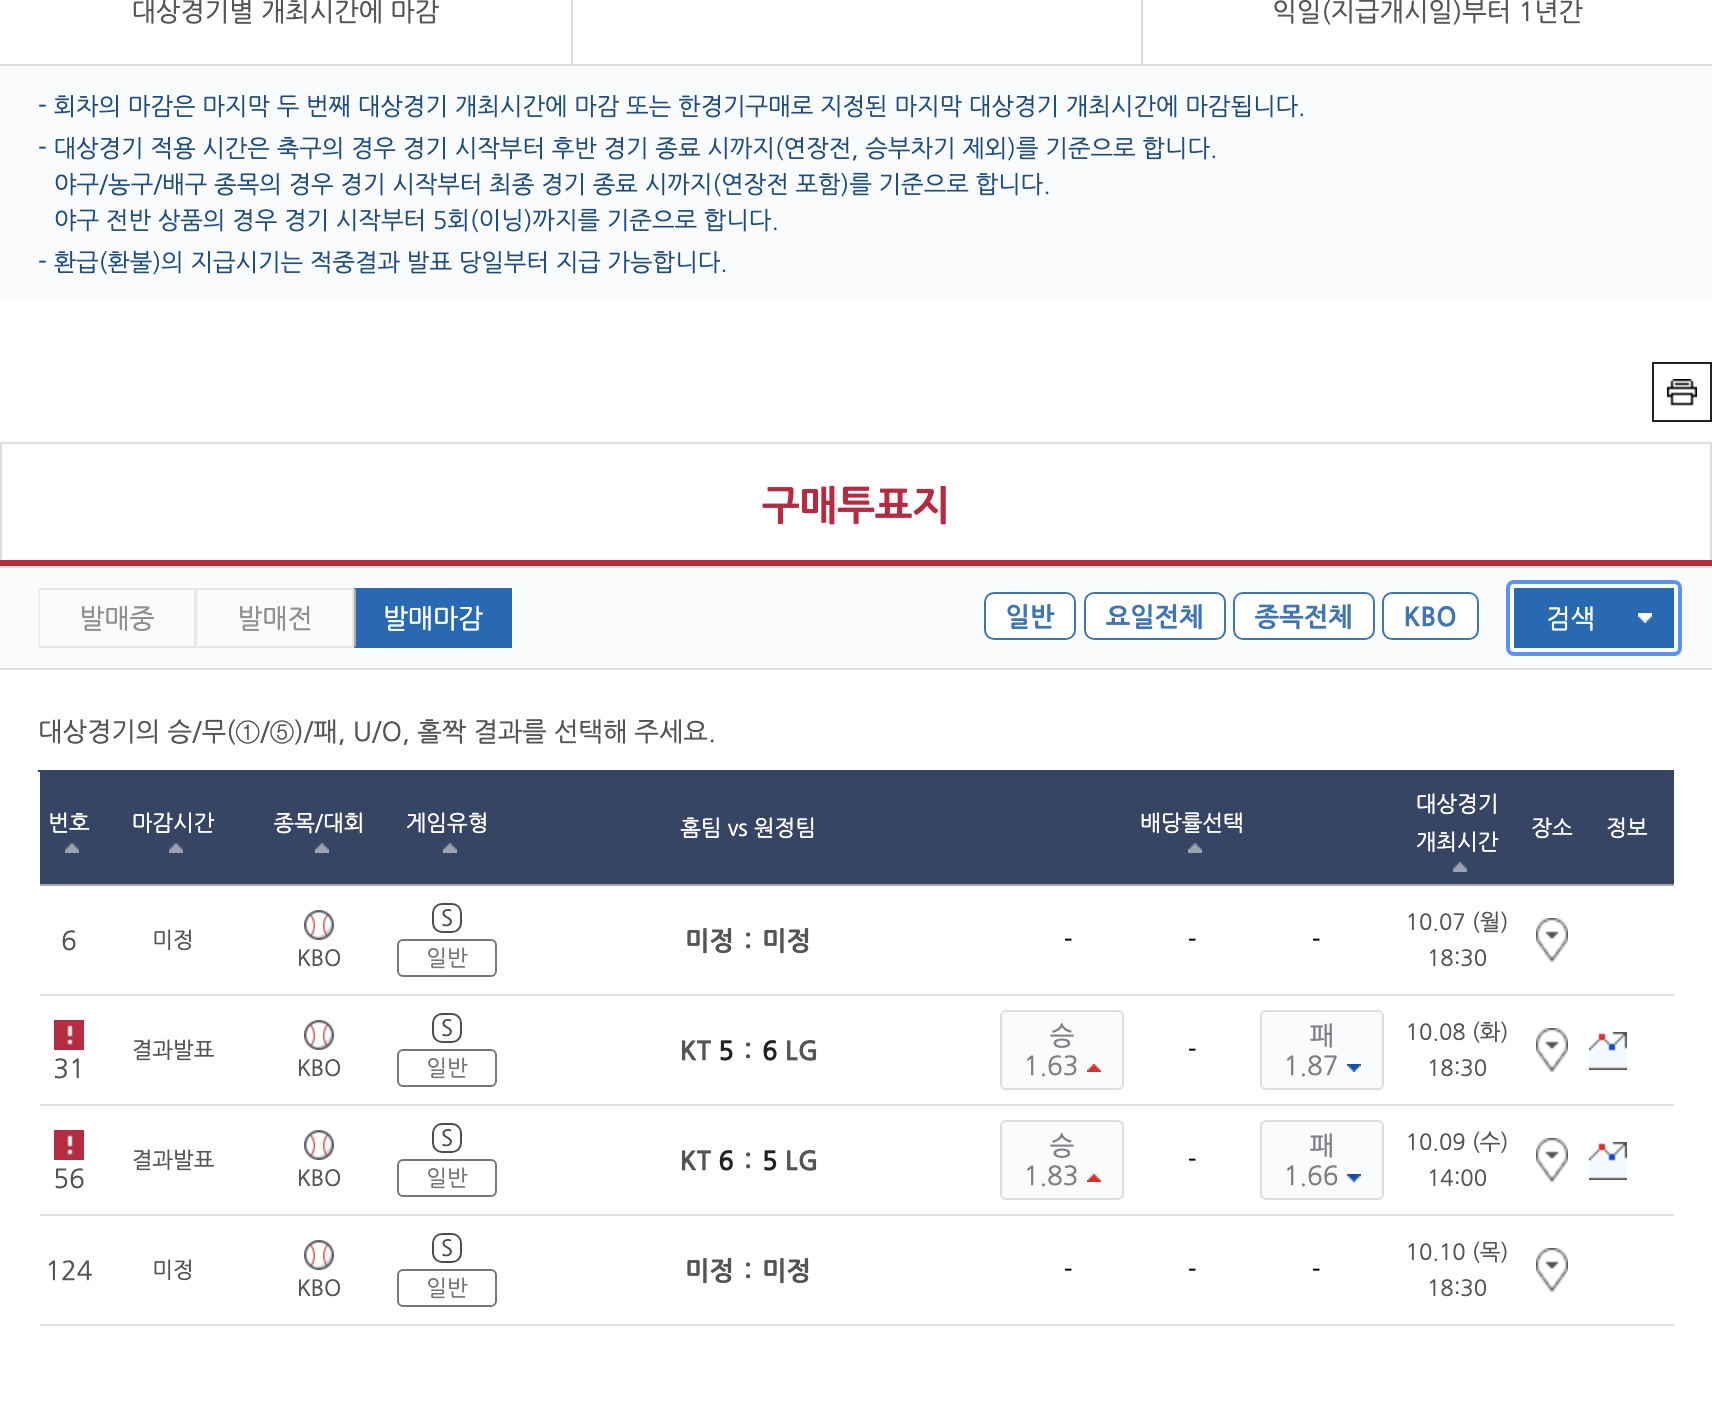 대상경기별 개최시간에 마감
익일(지급개시일)부터 1년간
- 회차의 마감은 마지막 두 번째 대상경기 개최시간에 마감 또는 한경기구매로 지정된 마지막 대상경기 개최시간에 마감됩니다.
- 대상경기 적용 시간은 축구의 경우 경기 시작부터 후반 경기 종료 시까지(연장전, 승부차기 제외)를 기준으로 합니다.
야구/농구/배구 종목의 경우 경기 시작부터 최종 경기 종료 시까지(연장전 포함)를 기준으로 합니다.
야구 전반 상품의 경우 경기 시작부터 5회(이닝)까지를 기준으로 합니다.
- 환급(환불)의 지급시기는 적중결과 발표 당일부터 지급 가능합니다.
구매투표지
발매중 발매전 발매마감 일반 요일전체 종목전체 KBO 검색
대상경기의 승/무(①/⑤)/패, U/O, 홀짝 결과를 선택해 주세요.
번호 마감시간 종목/대회 게임유형 홈팀 vs 원정팀 배당률선택 대상경기 개최시간 장소 정보
6 미정 KBO S 일반 미정 : 미정 - - - 10.07 (월) 18:30
31 결과발표 KBO S 일반 KT 5 : 6 LG 승 1.63 - 패 1.87 10.08 (화) 18:30
56 결과발표 KBO S 일반 KT 6 : 5 LG 승 1.83 - 패 1.66 10.09 (수) 14:00
124 미정 KBO S 일반 미정 : 미정 - - - 10.10 (목) 18:30